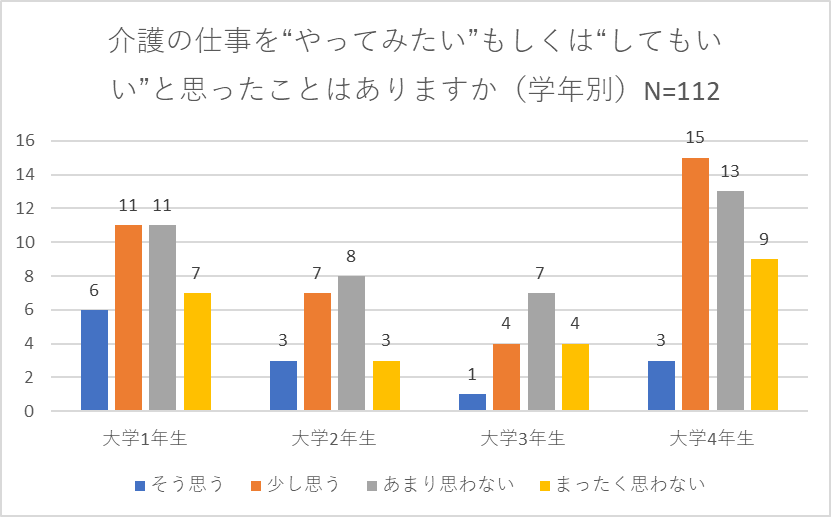 介護の仕事を“やってみたい”もしくは“してもい
い”と思ったことはありますか（学年別）N=112
16
14
12
10
8
6
4
2
0
6 11 11 7
3 7 8 3
1 4 7 4
3 15 13 9
大学1年生 大学2年生 大学3年生 大学4年生
そう思う 少し思う あまり思わない まったく思わない